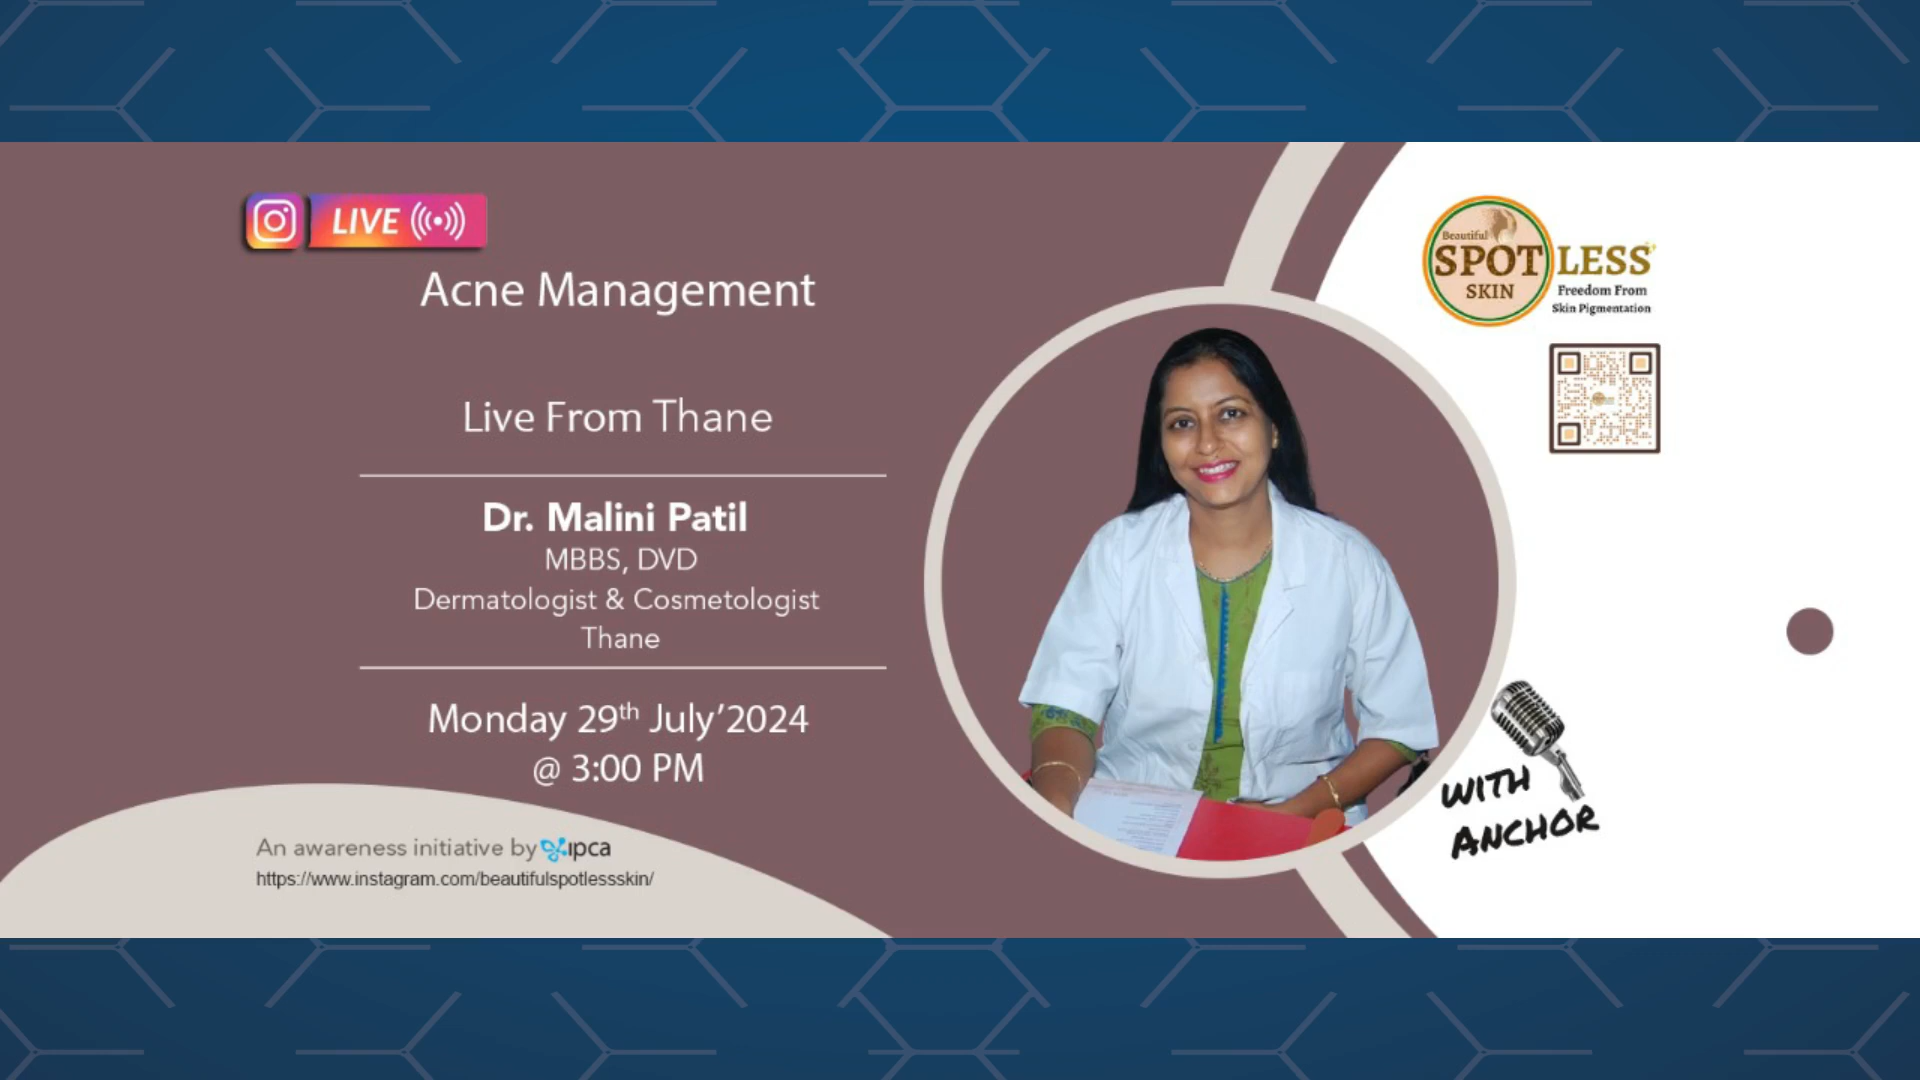 LIVE
Acne Management
Live From Thane
Dr. Malini Patil
MBBS, DVD
Dermatologist & Cosmetologist
Thane
Monday 29th July’2024
@ 3:00 PM
An awareness initiative by ipca
https://www.instagram.com/beautifulspotlessskin/
Beautiful
SPOTLESS
SKIN
Freedom From
Skin Pigmentation
WITH
ANCHOR